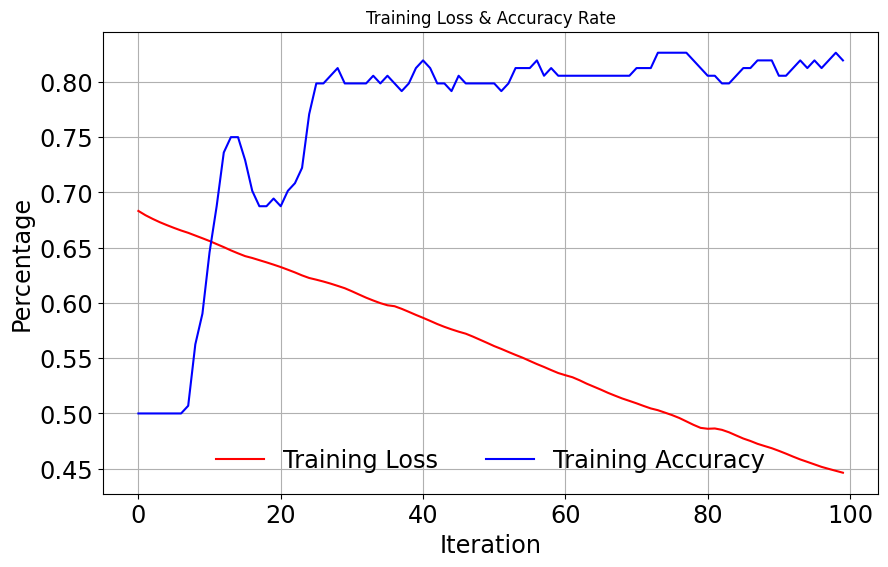 Training Loss & Accuracy Rate
Percentage
0.80
0.75
0.70
0.65
0.60
0.55
0.50
0.45
Training Loss
Training Accuracy
0 20 40 60 80 100
Iteration